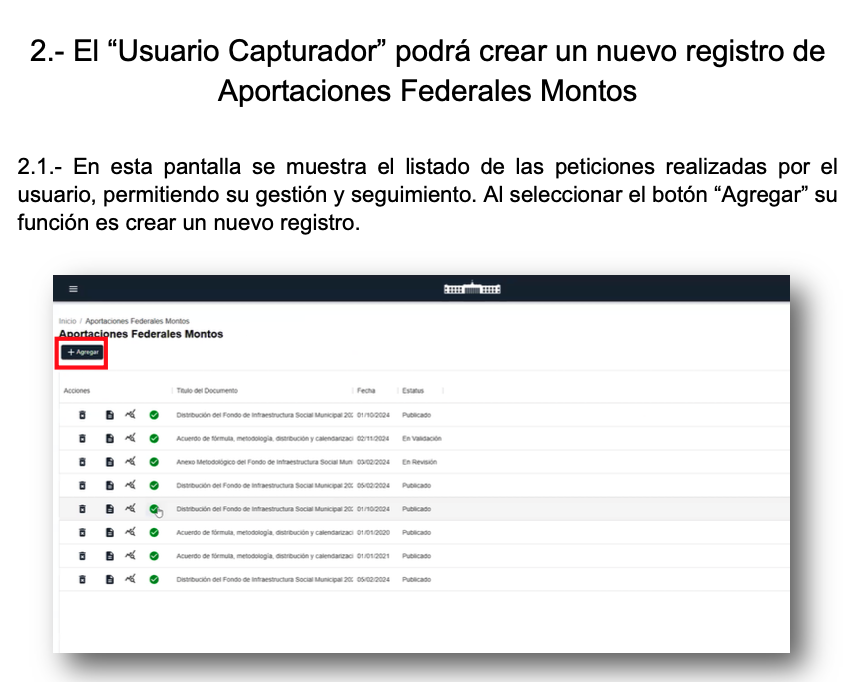 2.- El “Usuario Capturador” podrá crear un nuevo registro de
Aportaciones Federales Montos
2.1.- En esta pantalla se muestra el listado de las peticiones realizadas por el
usuario, permitiendo su gestión y seguimiento. Al seleccionar el botón “Agregar” su
función es crear un nuevo registro.
Inicio / Aportaciones Federales Montos
Aportaciones Federales Montos
+ Agregar
Acciones Titulo del Documento Fecha Estatus
Distribución del Fondo de Infraestructura Social Municipal 202 01/10/2024 Publicado
Acuerdo de fórmula, metodología, distribución y calendarizaci 02/11/2024 En Validación
Anexo Metodológico del Fondo de Infraestructura Social Mun 03/02/2024 En Revisión
Distribución del Fondo de Infraestructura Social Municipal 202 05/02/2024 Publicado
Distribución del Fondo de Infraestructura Social Municipal 202 01/10/2024 Publicado
Acuerdo de fórmula, metodología, distribución y calendarizaci 01/01/2020 Publicado
Acuerdo de fórmula, metodología, distribución y calendarizaci 01/01/2021 Publicado
Distribución del Fondo de Infraestructura Social Municipal 202 05/02/2024 Publicado